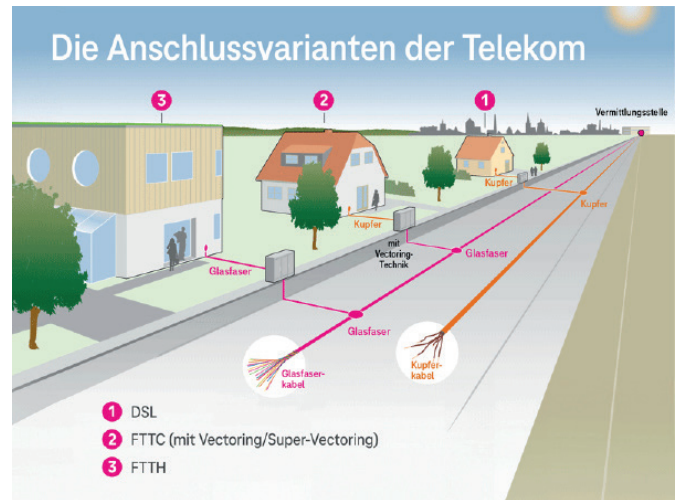 Die Anschlussvarianten der Telekom
3
2
1
Vermittlungsstelle
Kupfer
Kupfer
Kupfer
mit
Vectoring-
Technik
Glasfaser
Glasfaser
Glasfaser
Glasfaser-
kabel
Kupfer-
kabel
1 DSL
2 FTTC (mit Vectoring/Super-Vectoring)
3 FTTH